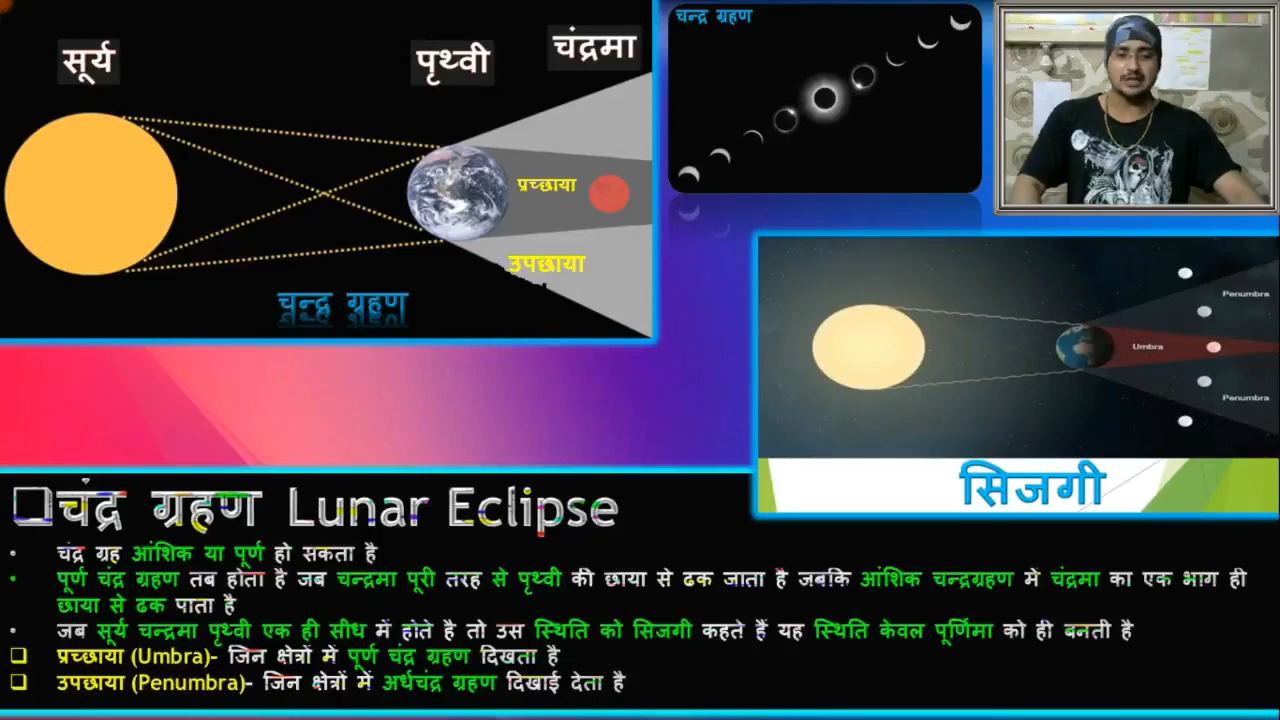 सूर्य
पृथ्वी
चंद्रमा
प्रच्छाया
उपछाया
चन्द्र ग्रहण
चन्द्र ग्रहण
Penumbra
Umbra
Penumbra
सिजगी
❑चंद्र ग्रहण Lunar Eclipse
• चंद्र ग्रह आंशिक या पूर्ण हो सकता है
• पूर्ण चंद्र ग्रहण तब होता है जब चन्द्रमा पूरी तरह से पृथ्वी की छाया से ढक जाता है जबकि आंशिक चन्द्रग्रहण में चंद्रमा का एक भाग ही
छाया से ढक पाता है
• जब सूर्य चन्द्रमा पृथ्वी एक ही सीध में होते है तो उस स्थिति को सिजगी कहते हैं यह स्थिति केवल पूर्णिमा को ही बनती है
❑ प्रच्छाया (Umbra)- जिन क्षेत्रों में पूर्ण चंद्र ग्रहण दिखता है
❑ उपछाया (Penumbra)- जिन क्षेत्रों में अर्धचंद्र ग्रहण दिखाई देता है